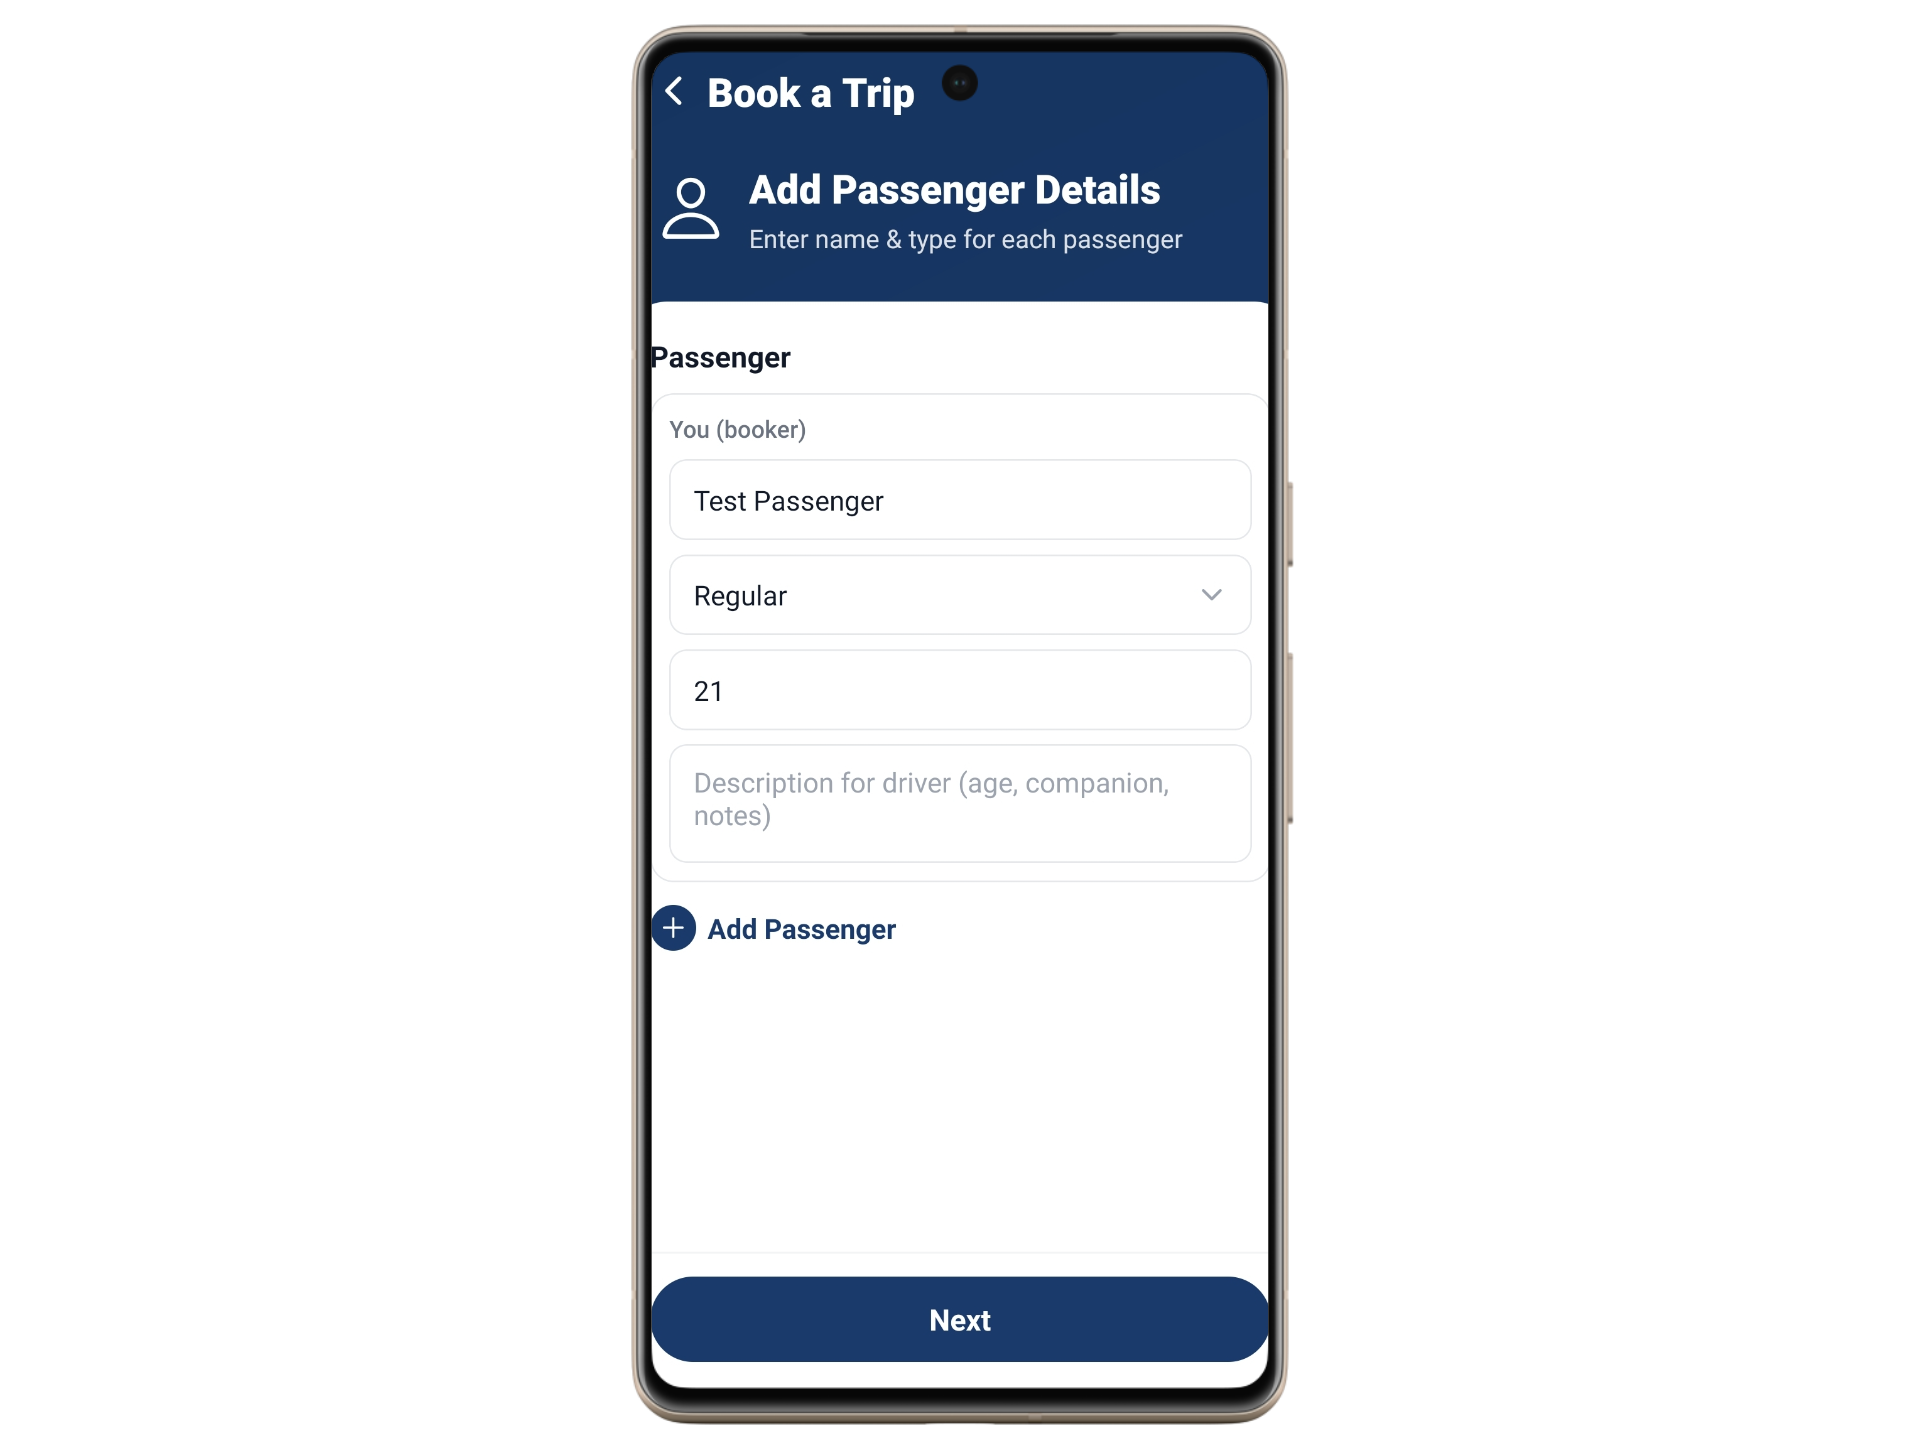 Book a Trip
Add Passenger Details
Enter name & type for each passenger
Passenger
You (booker)
Test Passenger
Regular
21
Description for driver (age, companion,
notes)
Add Passenger
Next